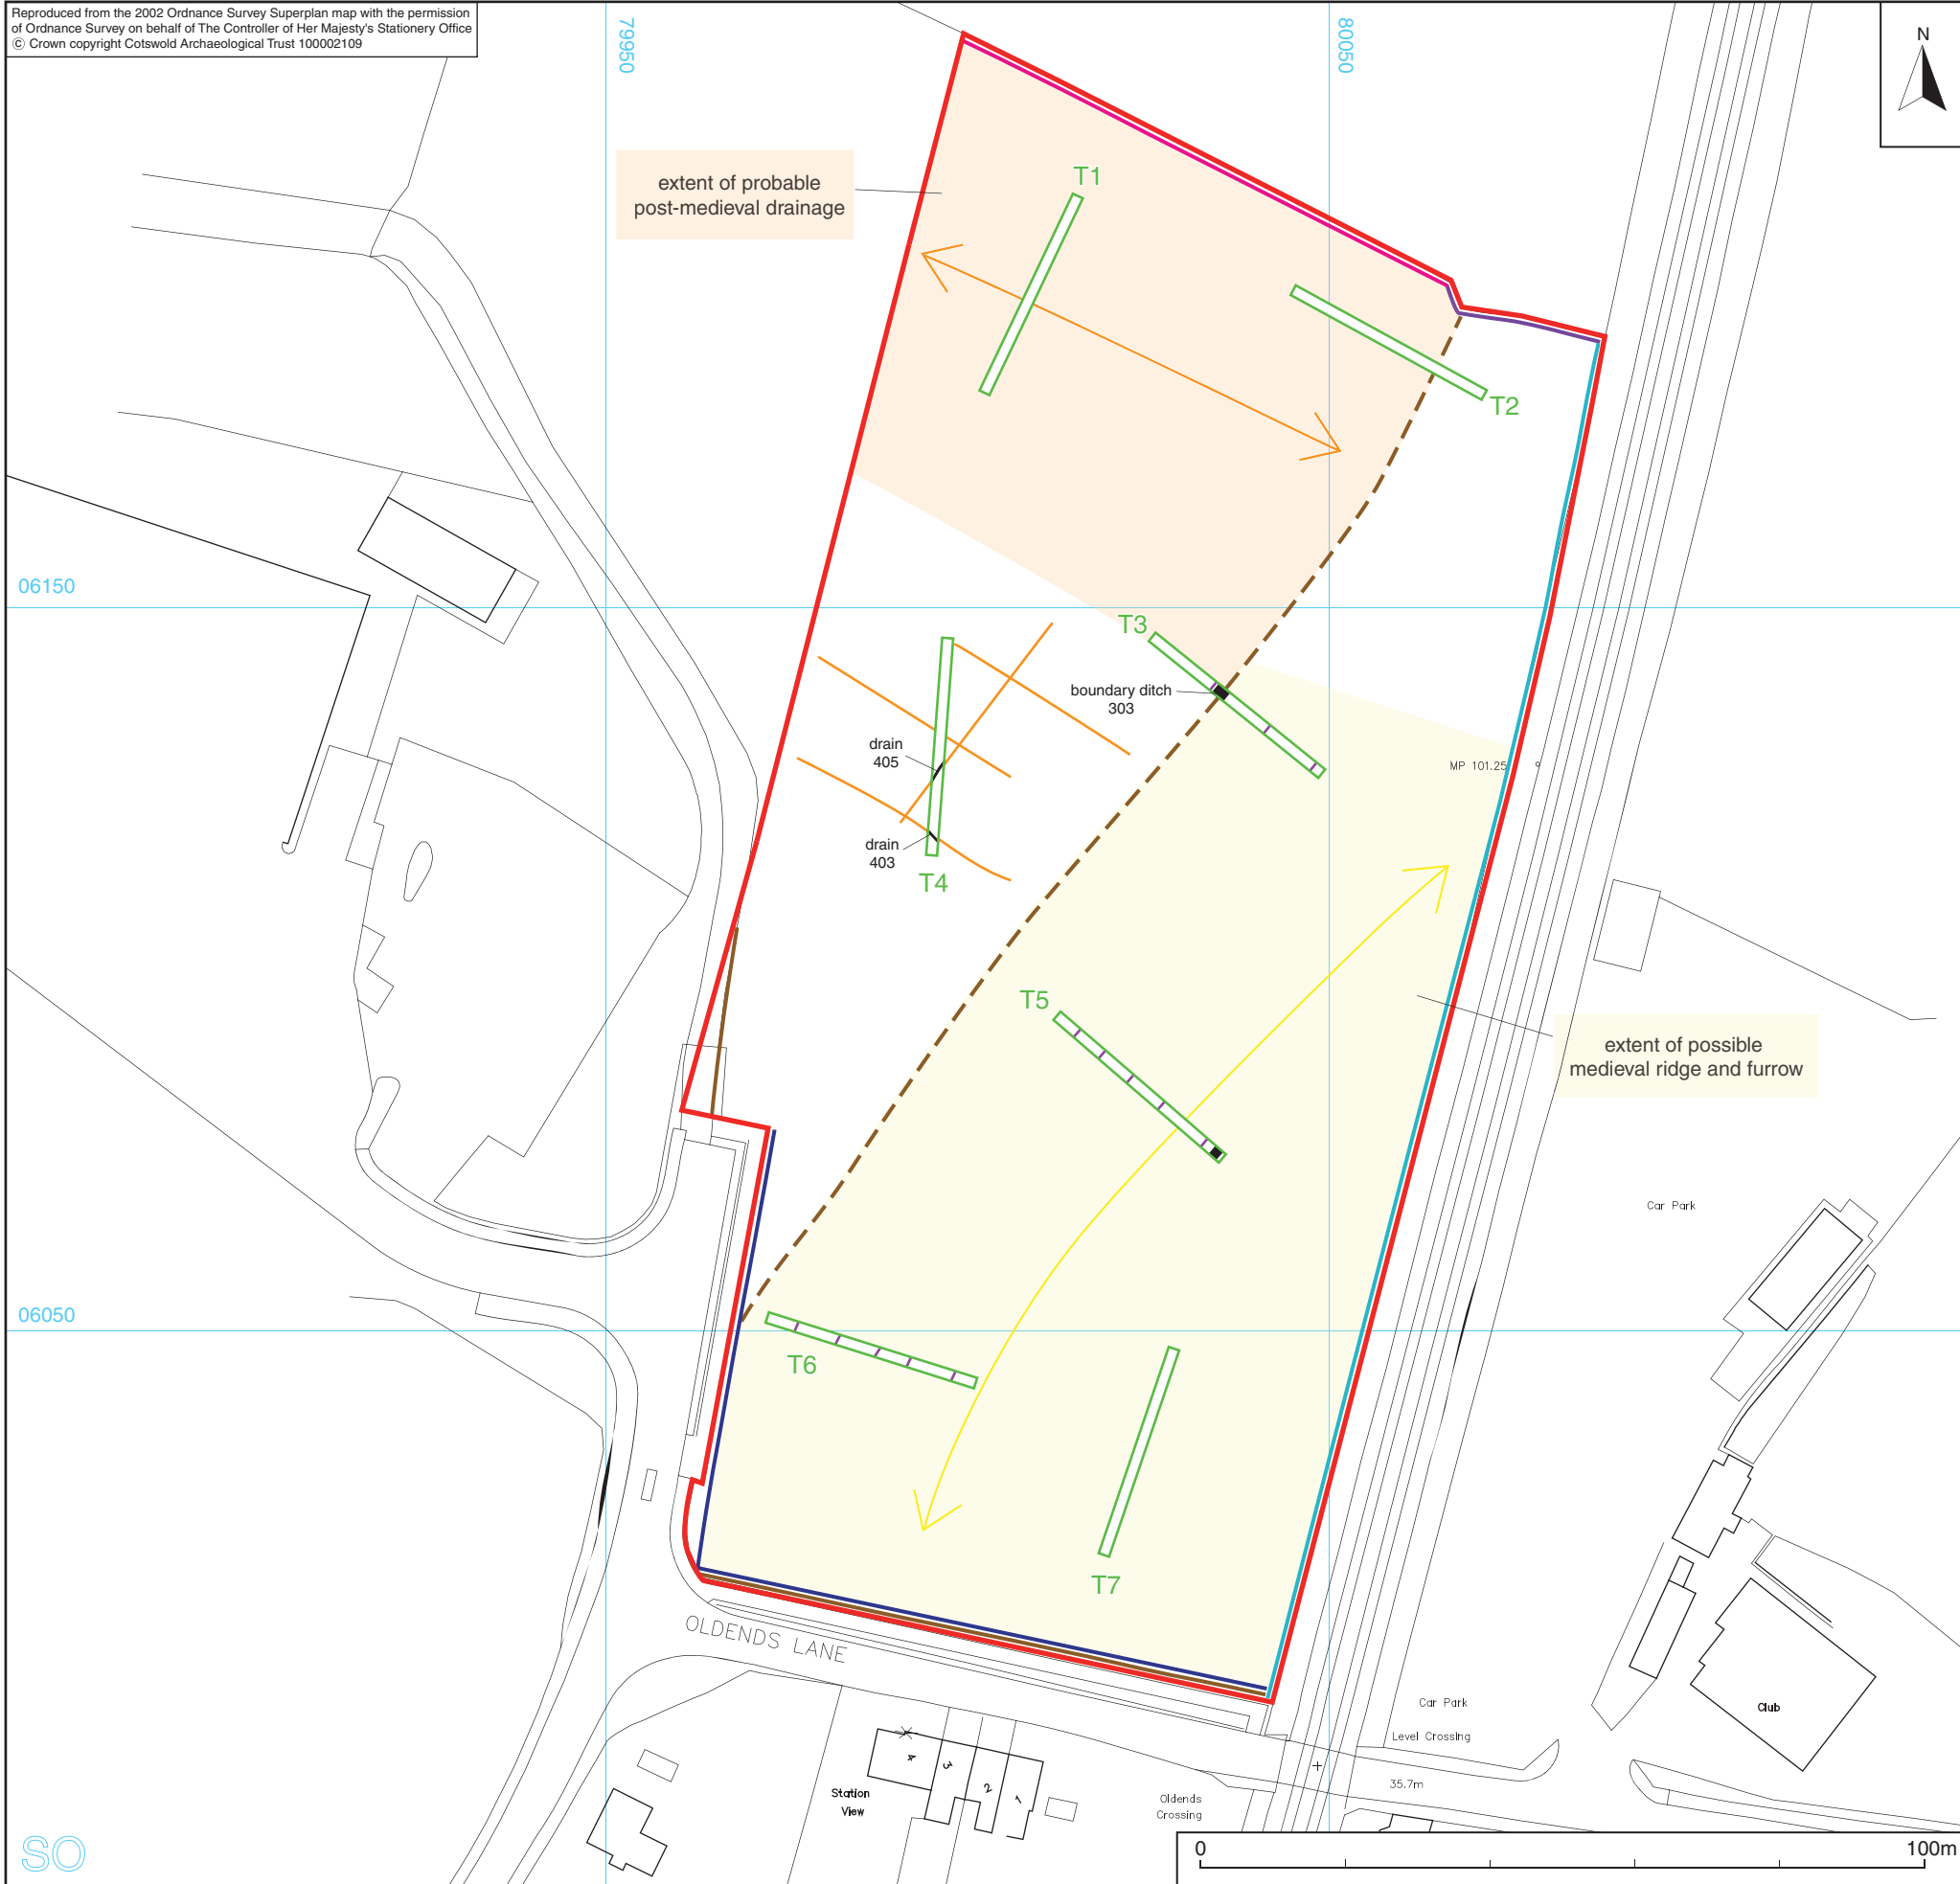 Reproduced from the 2002 Ordnance Survey Superplan map with the permission
of Ordnance Survey on behalf of The Controller of Her Majesty's Stationery Office
© Crown copyright Cotswold Archaeological Trust 100002109
79950
80050
N
extent of probable
post-medieval drainage
T1
T2
06150
T3
boundary ditch
303
drain
405
drain
403
T4
MP 101.25
T5
extent of possible
medieval ridge and furrow
Car Park
06050
T6
T7
OLDENDS LANE
Car Park
Level Crossing
Club
35.7m
Station
View
4
3
2
1
Oldends
Crossing
SO
0
100m